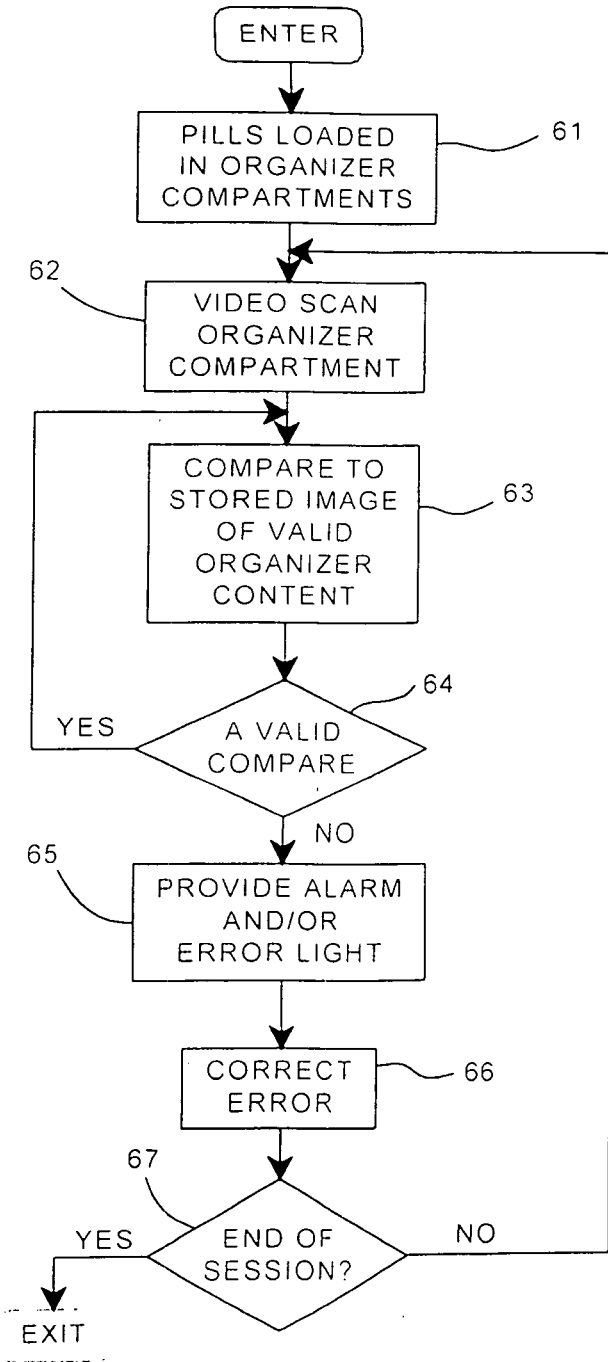 ENTER
PILLS LOADED
IN ORGANIZER
COMPARTMENTS
61
62
VIDEO SCAN
ORGANIZER
COMPARTMENT
COMPARE TO
STORED IMAGE
OF VALID
ORGANIZER
CONTENT
63
64
YES
A VALID
COMPARE
NO
65
PROVIDE ALARM
AND/OR
ERROR LIGHT
CORRECT
ERROR
66
67
YES
END OF
SESSION?
NO
EXIT